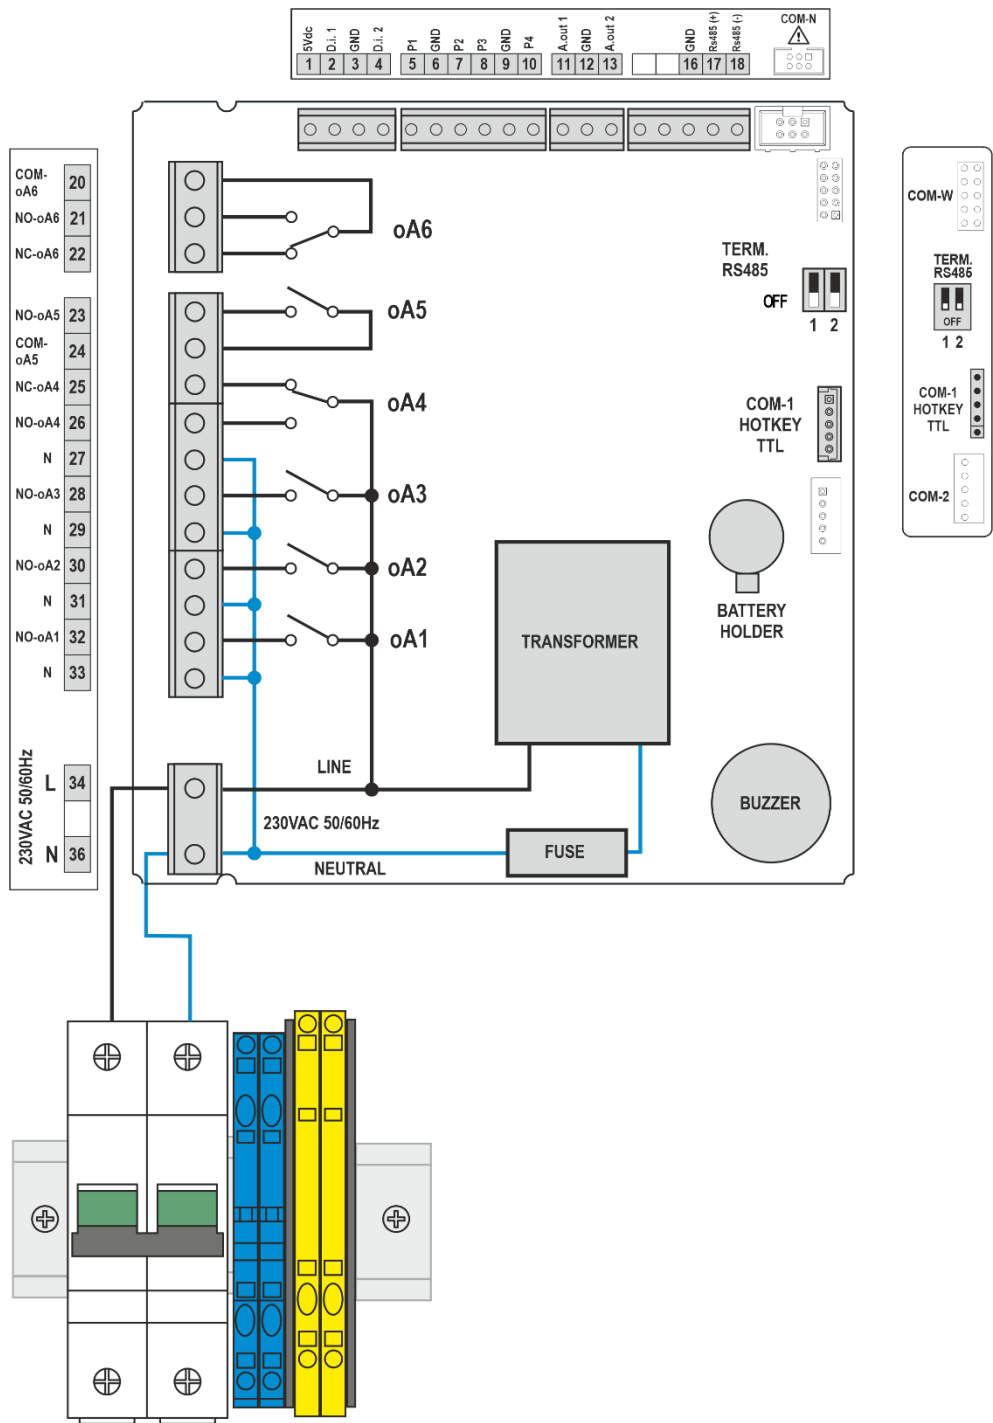 5Vdc D.i. 1 GND D.i. 2 P1 GND P2 P3 GND P4 A.out 1 GND A.out 2 GND Rs485 (+) Rs485 (-) COM-N
1 2 3 4 5 6 7 8 9 10 11 12 13 16 17 18
COM-
oA6 20
NO-oA6 21
NC-oA6 22
NO-oA5 23
COM-
oA5 24
NC-oA4 25
NO-oA4 26
N 27
NO-oA3 28
N 29
NO-oA2 30
N 31
NO-oA1 32
N 33
230VAC 50/60Hz
L 34
N 36
oA6
oA5
oA4
oA3
oA2
oA1
LINE
230VAC 50/60Hz
NEUTRAL
TRANSFORMER
FUSE
TERM.
RS485
OFF
1 2
COM-1
HOTKEY
TTL
BATTERY
HOLDER
BUZZER
COM-W
TERM.
RS485
OFF
1 2
COM-1
HOTKEY
TTL
COM-2